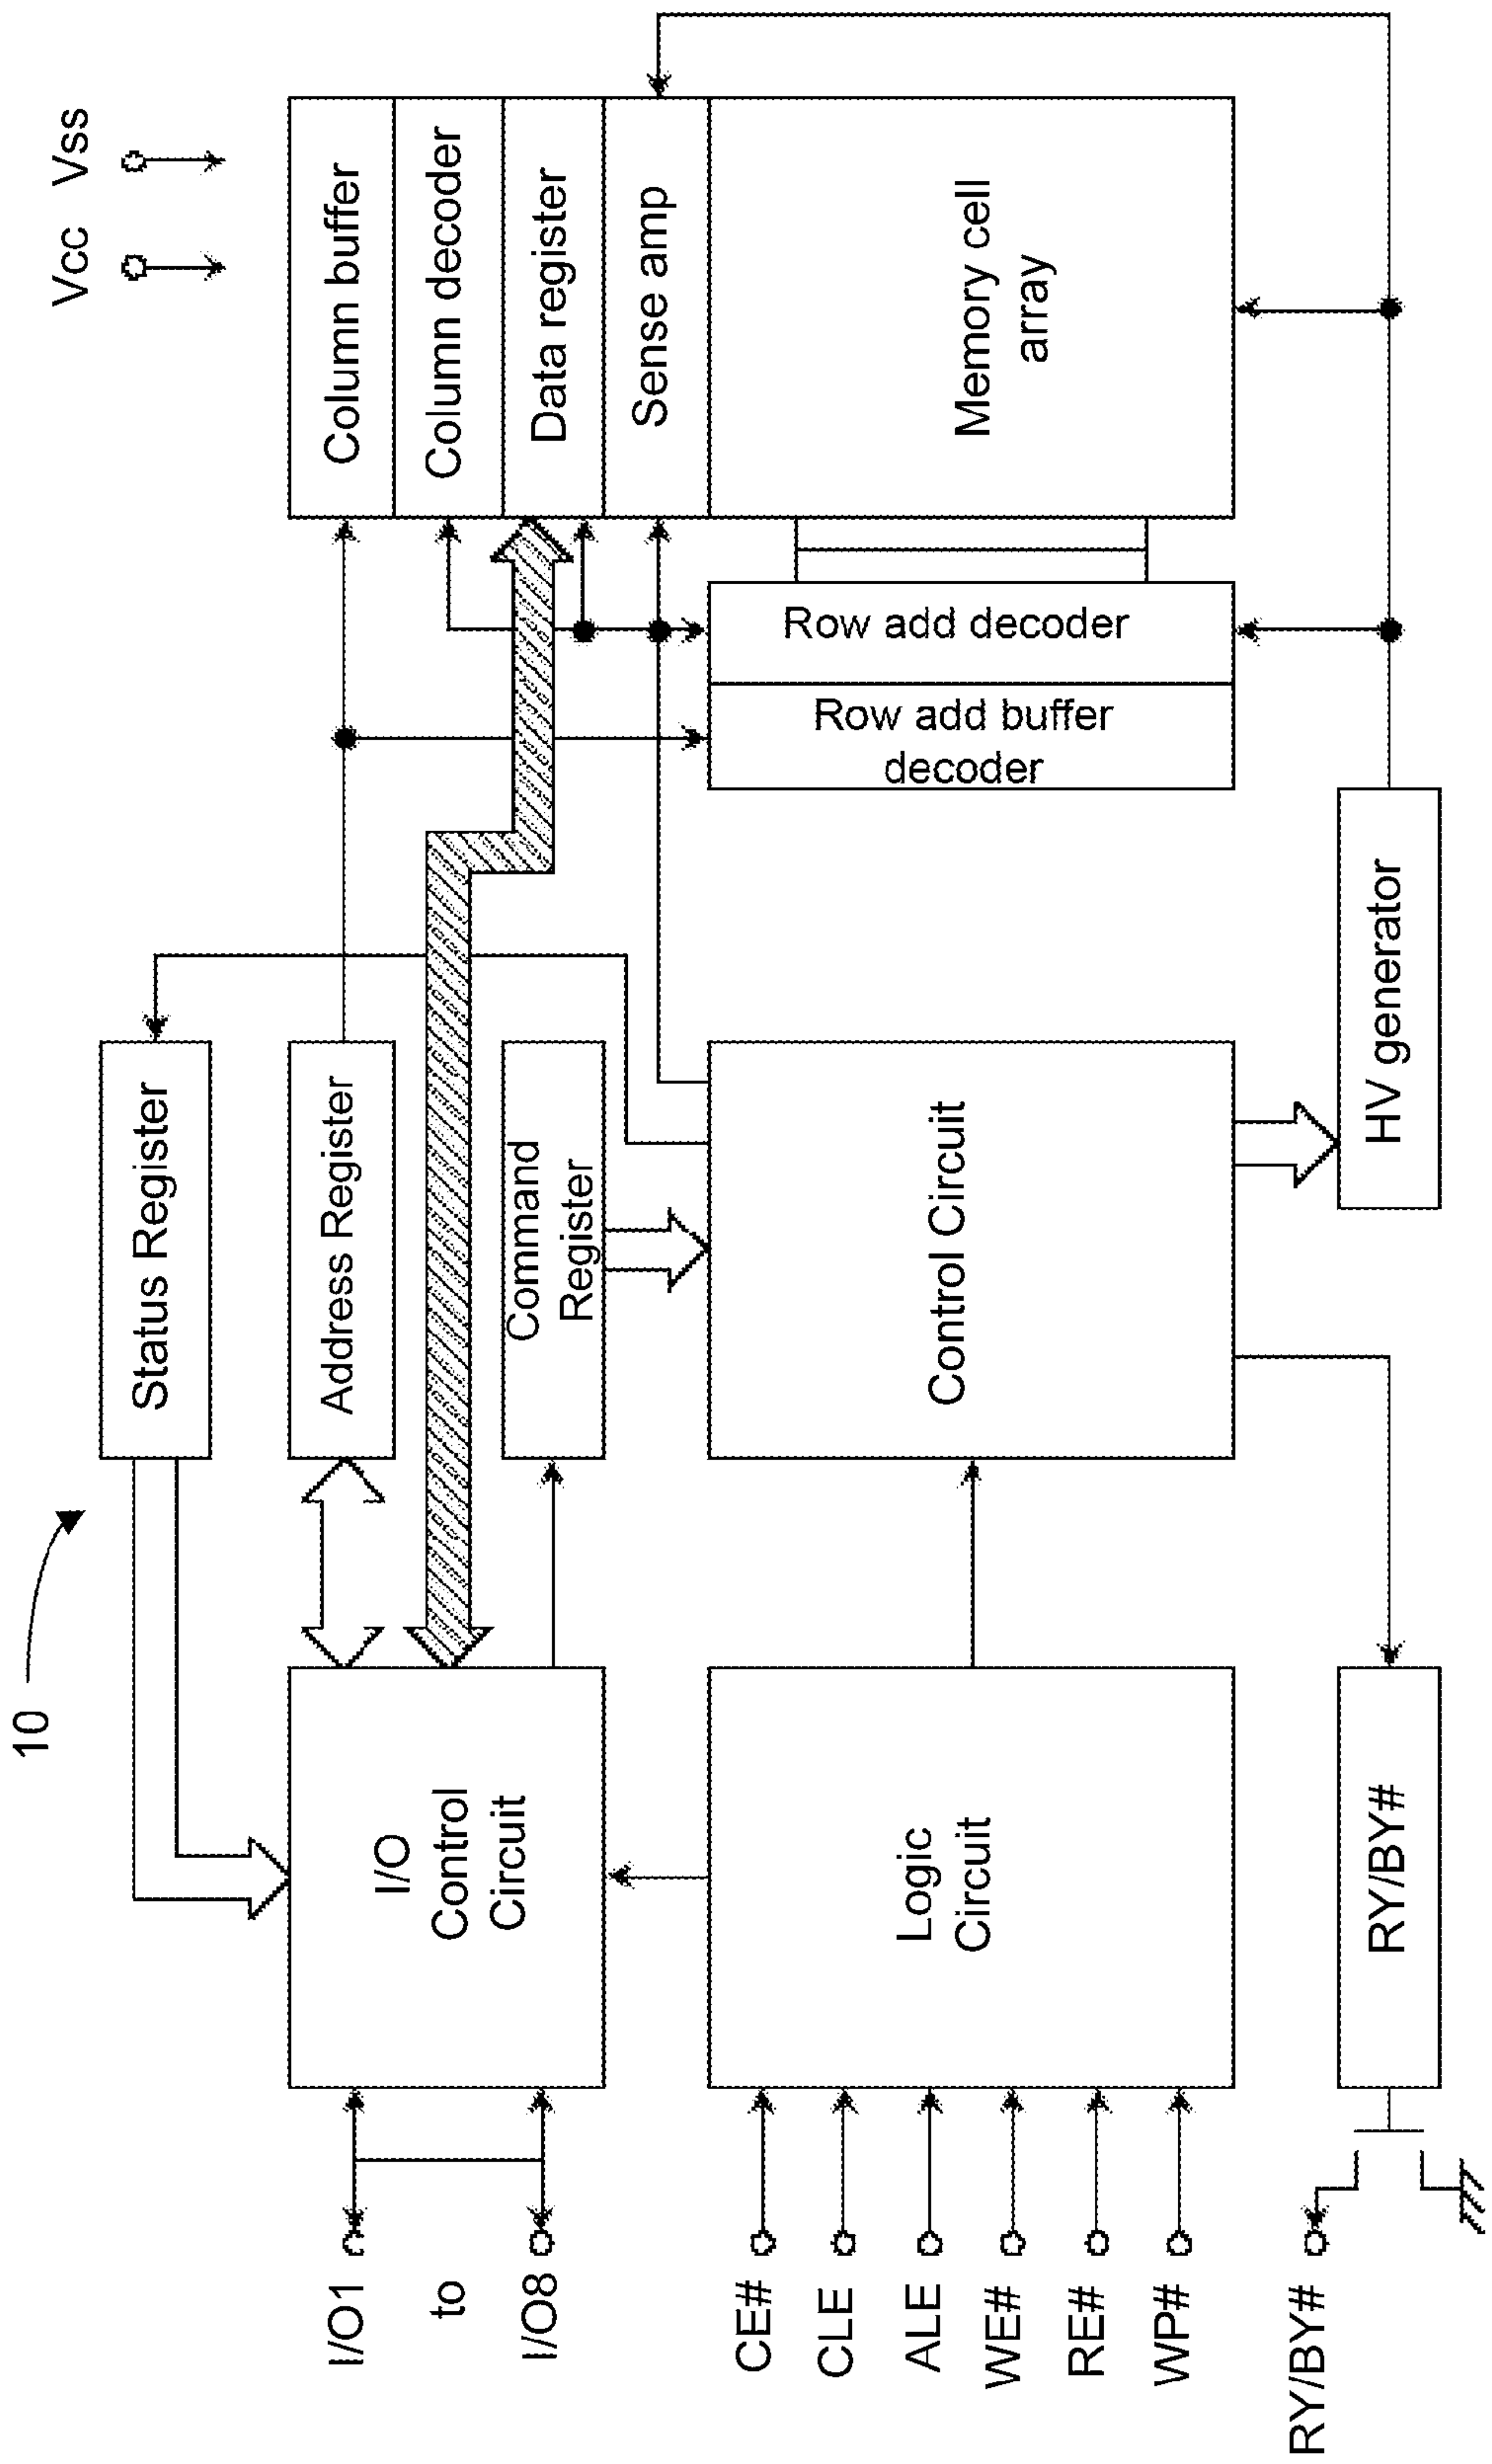 10
Vcc
Vss
Status Register
Address Register
Column buffer
Column decoder
Data register
Sense amp
Memory cell
array
Command
Register
I/O
Control
Circuit
I/O1
to
I/O8
Row add decoder
Row add buffer
decoder
Control Circuit
Logic
Circuit
CE#
CLE
ALE
WE#
RE#
WP#
HV generator
RY/BY#
RY/BY#